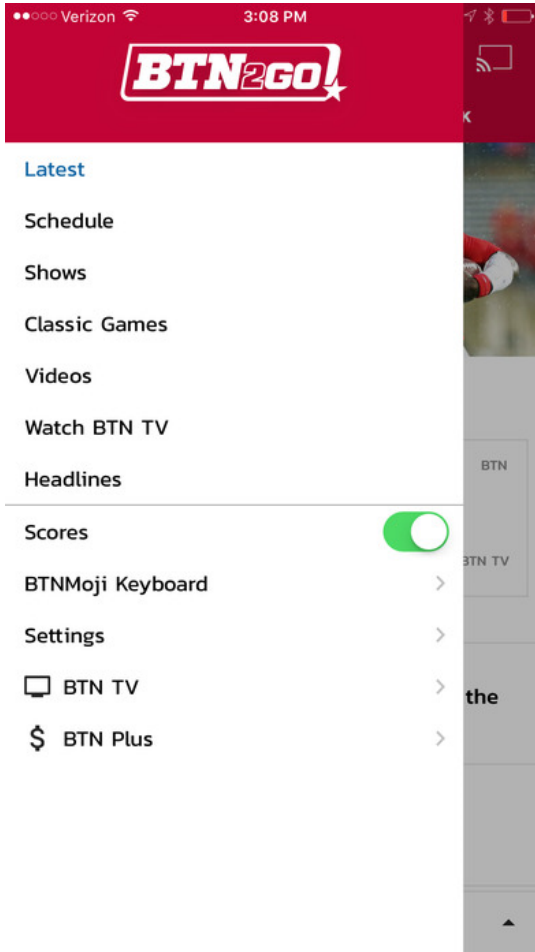 Verizon 3:08 PM
BTN2GO!
K
Latest
Schedule
Shows
Classic Games
Videos
Watch BTN TV
Headlines
BTN
Scores
BTN TV
BTNMoji Keyboard
Settings
BTN TV
the
$ BTN Plus